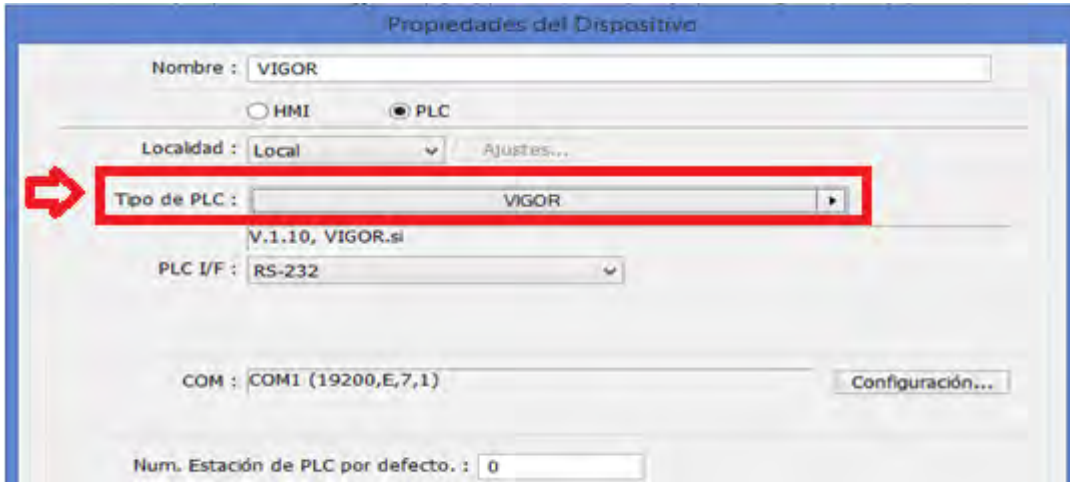 Propiedades del Dispositivo
Nombre : VIGOR
HMI PLC
Localidad : Local Ajustes...
Tipo de PLC : VIGOR
V.1.10, VIGOR.si
PLC I/F : RS-232
COM : COM1 (19200,E,7,1) Configuración...
Num. Estación de PLC por defecto. : 0